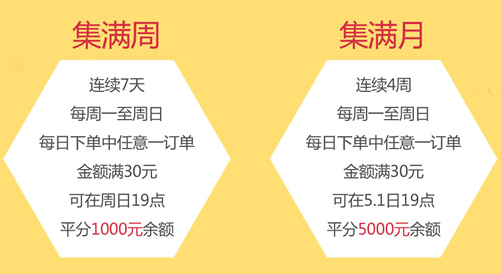 集满周
连续7天
每周一至周日
每日下单中任意一订单
金额满30元
可在周日19点
平分1000元余额
集满月
连续4周
每周一至周日
每日下单中任意一订单
金额满30元
可在5.1日19点
平分5000元余额